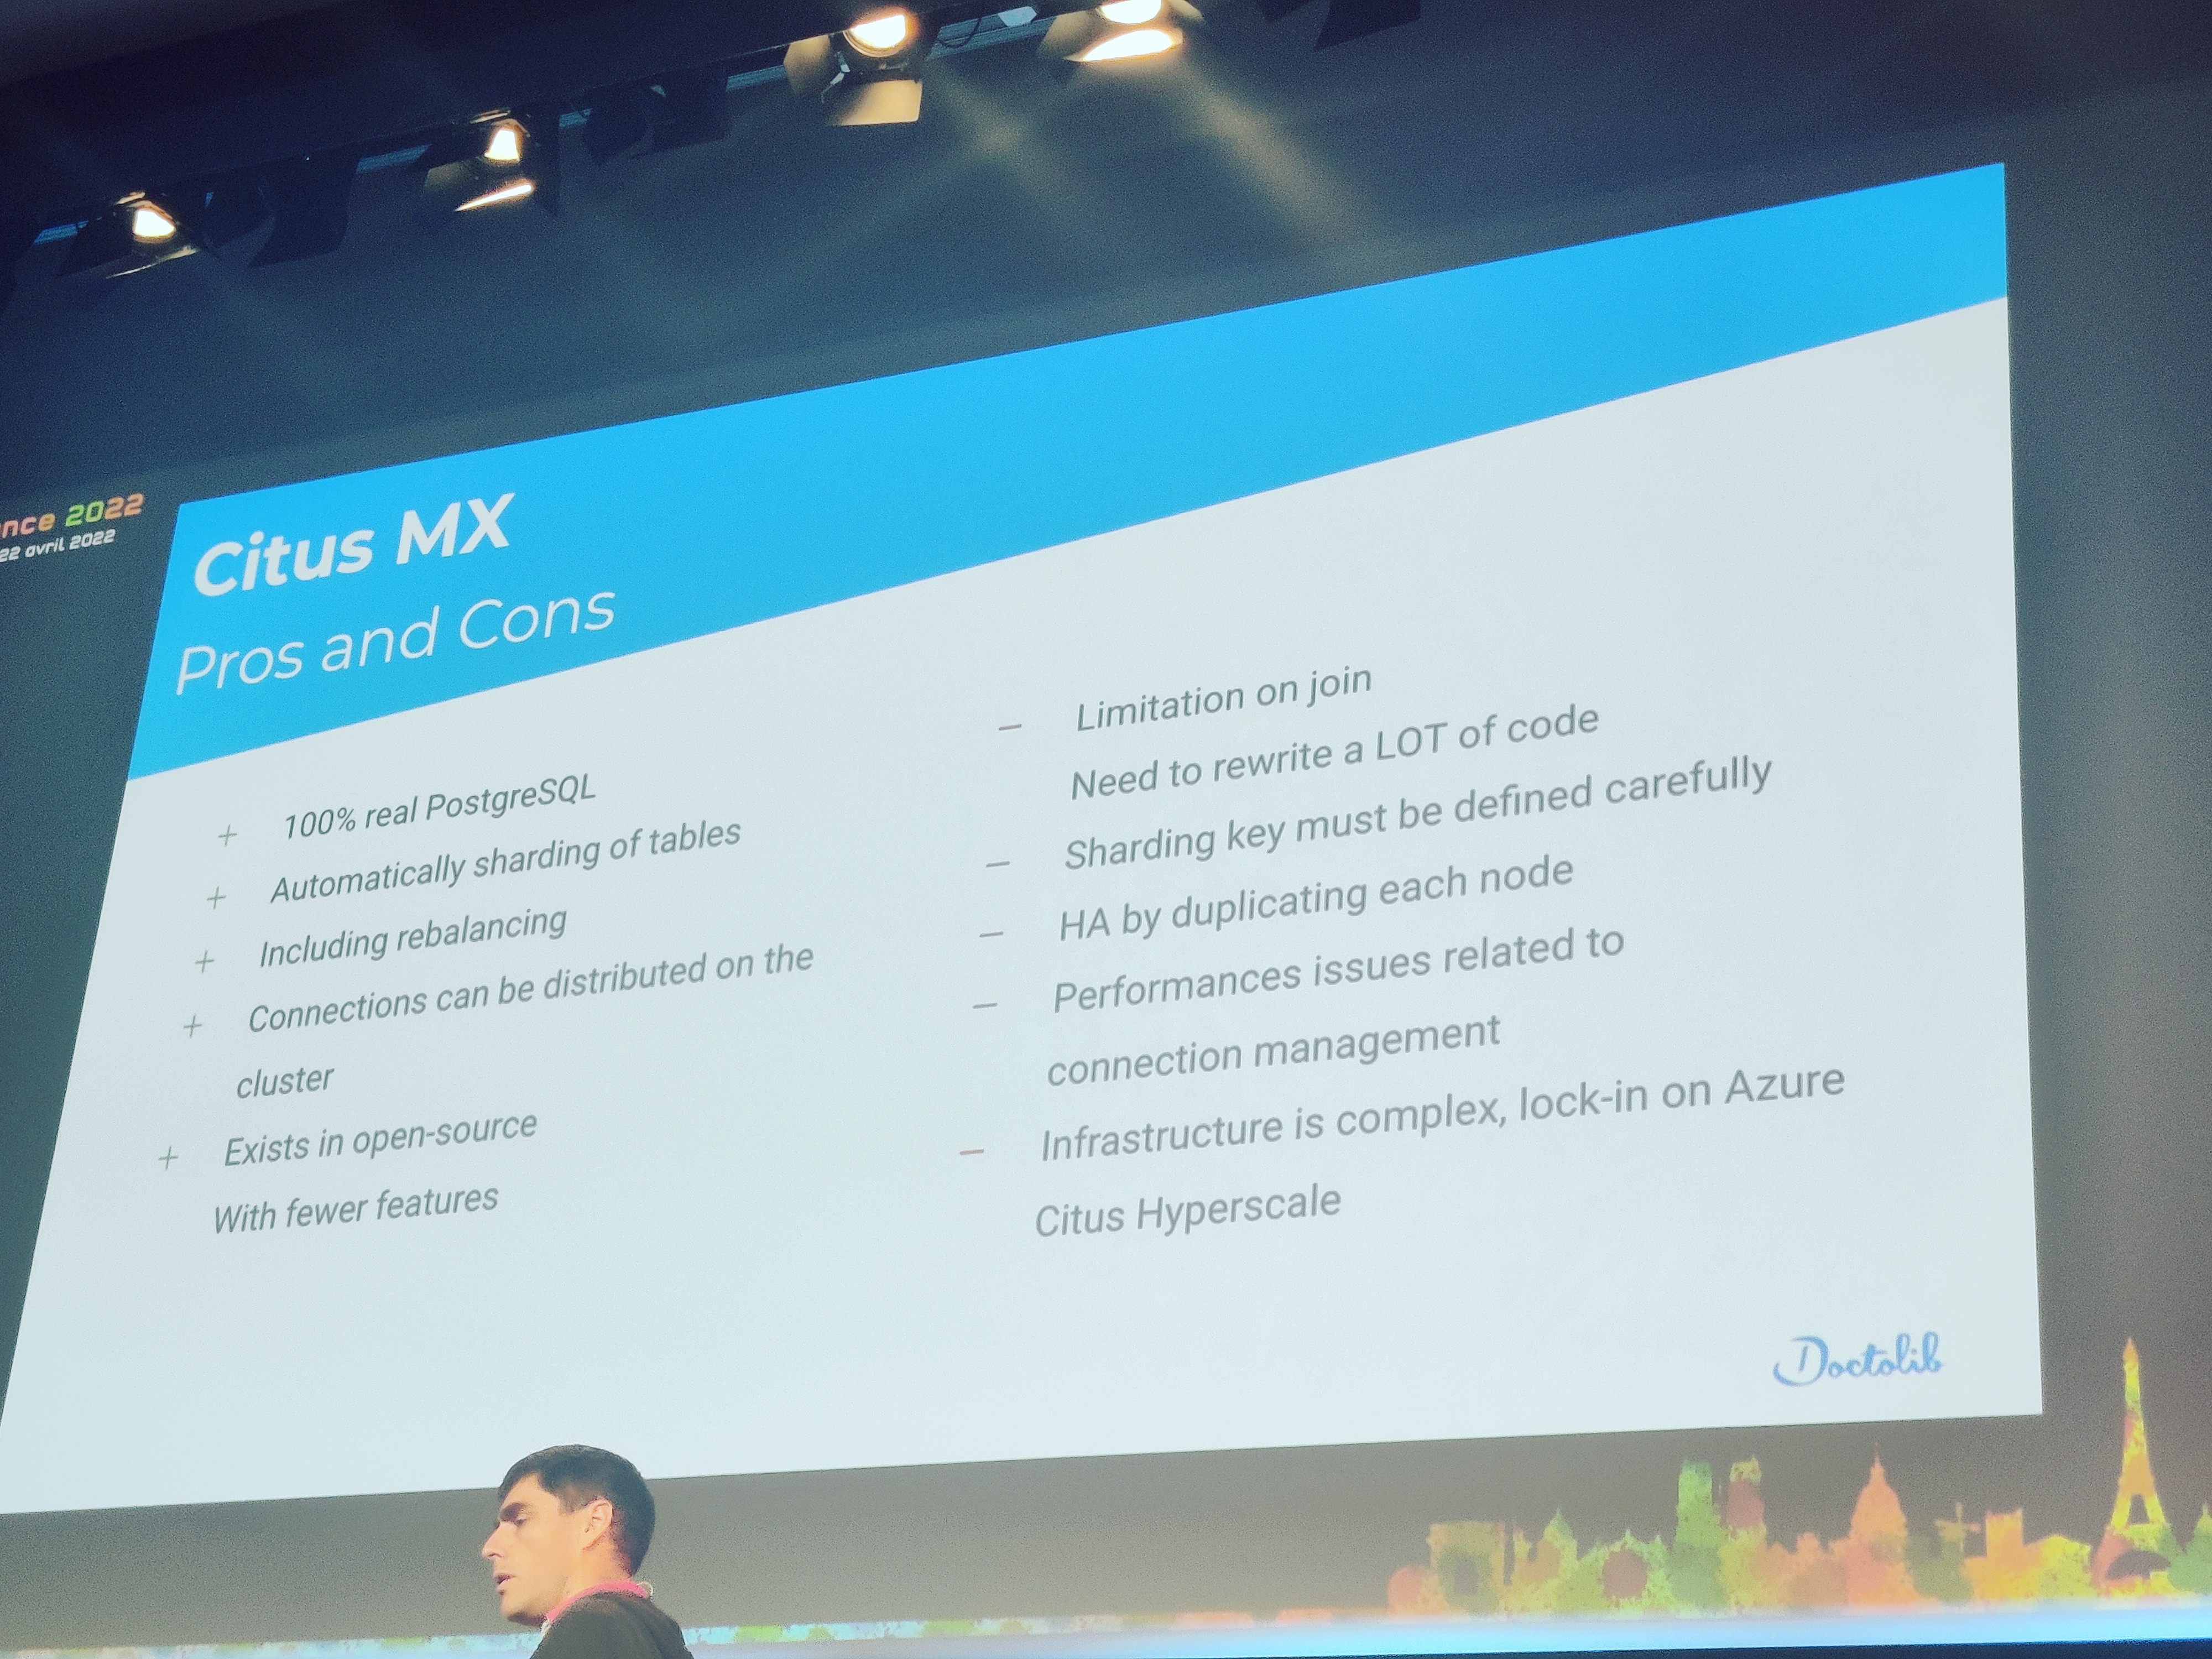 nce 2022
22 avril 2022
Citus MX
Pros and Cons
+ 100% real PostgreSQL
+ Automatically sharding of tables
+ Including rebalancing
+ Connections can be distributed on the
cluster
+ Exists in open-source
With fewer features
– Limitation on join
Need to rewrite a LOT of code
– Sharding key must be defined carefully
– HA by duplicating each node
– Performances issues related to
connection management
– Infrastructure is complex, lock-in on Azure
Citus Hyperscale
Doctolib